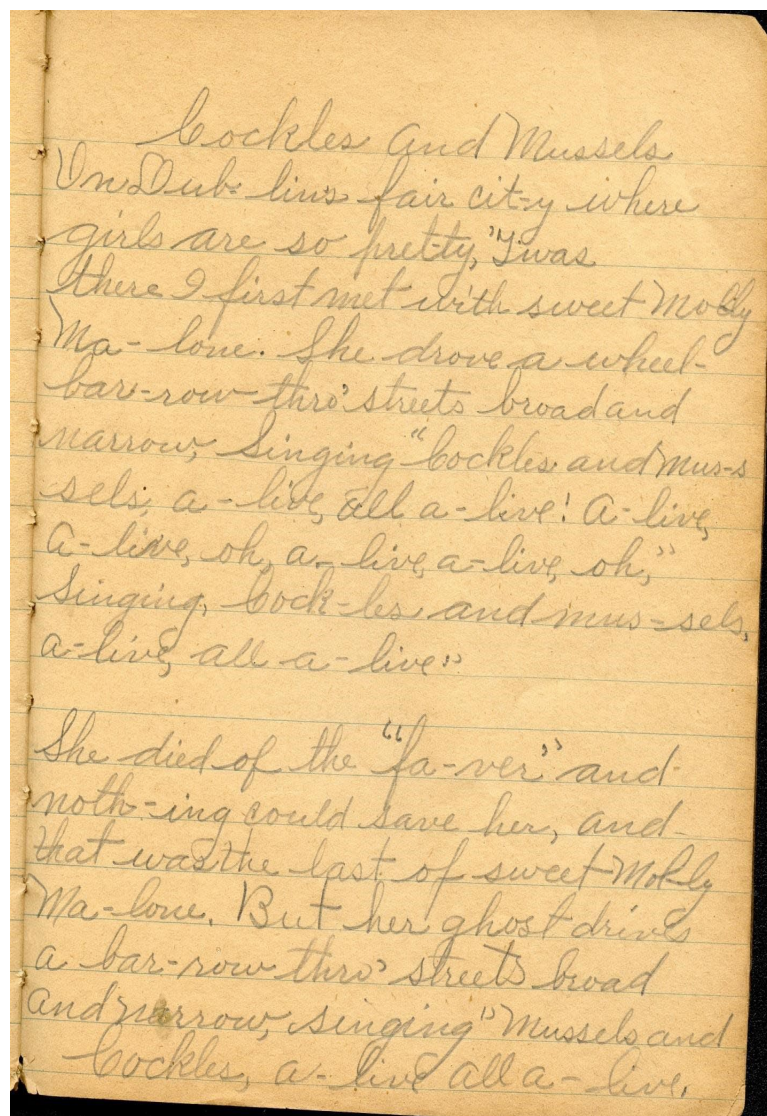 Cockles and Mussels
In Dub-lins fair cit-y where
girls are so pret-ty, 'Twas
there I first met with sweet Molly
Ma-lone. She drove a wheel-
bar-row thro' streets broad and
narrow, Singing "Cockles and mus-s
sels, a-live, all a-live! A-live,
A-live, oh, a-live, a-live, oh,"
Singing, Cock-les and mus-sels,
a-live, all a-live."
She died of the "fa-ver" and
noth-ing could save her, and
that was the last of sweet Molly
Ma-lone. But her ghost drives
a bar-row thro' streets broad
and narrow, singing "Mussels and
Cockles, a-live all a-live.